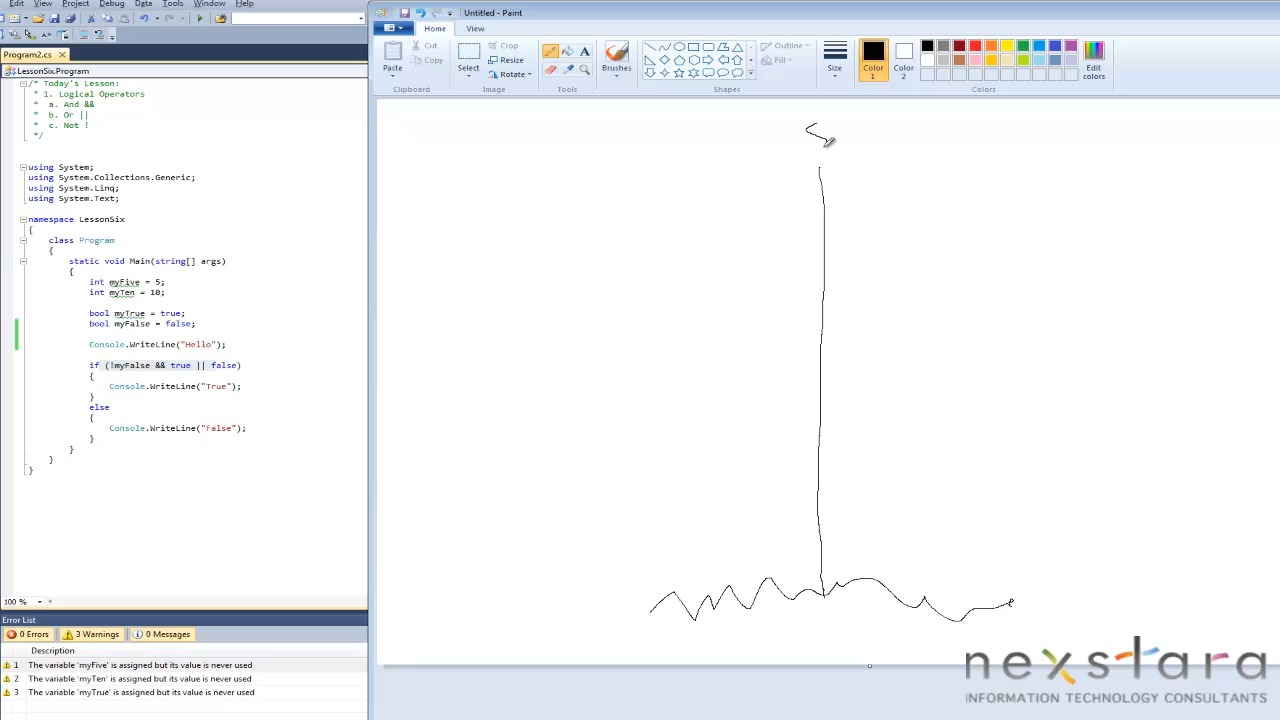 Edit View Project Debug Data Tools Window Help
Untitled - Paint
Home View
Program2.cs
LessonSix.Program
Paste Cut Copy Select Crop Resize Rotate Brushes Outline Fill Size Color 1 Color 2 Edit colors
Clipboard Image Tools Shapes Colors
/* Today's Lesson:
* 1. Logical Operators
* a. And &&
* b. Or ||
* c. Not !
*/
using System;
using System.Collections.Generic;
using System.Linq;
using System.Text;
namespace LessonSix
{
class Program
{
static void Main(string[] args)
{
int myFive = 5;
int myTen = 10;
bool myTrue = true;
bool myFalse = false;
Console.WriteLine("Hello");
if (!myFalse && true || false)
{
Console.WriteLine("True");
}
else
{
Console.WriteLine("False");
}
}
}
}
100 %
Error List
0 Errors 3 Warnings 0 Messages
Description
1 The variable 'myFive' is assigned but its value is never used
2 The variable 'myTen' is assigned but its value is never used
3 The variable 'myTrue' is assigned but its value is never used
nexstara
INFORMATION TECHNOLOGY CONSULTANTS